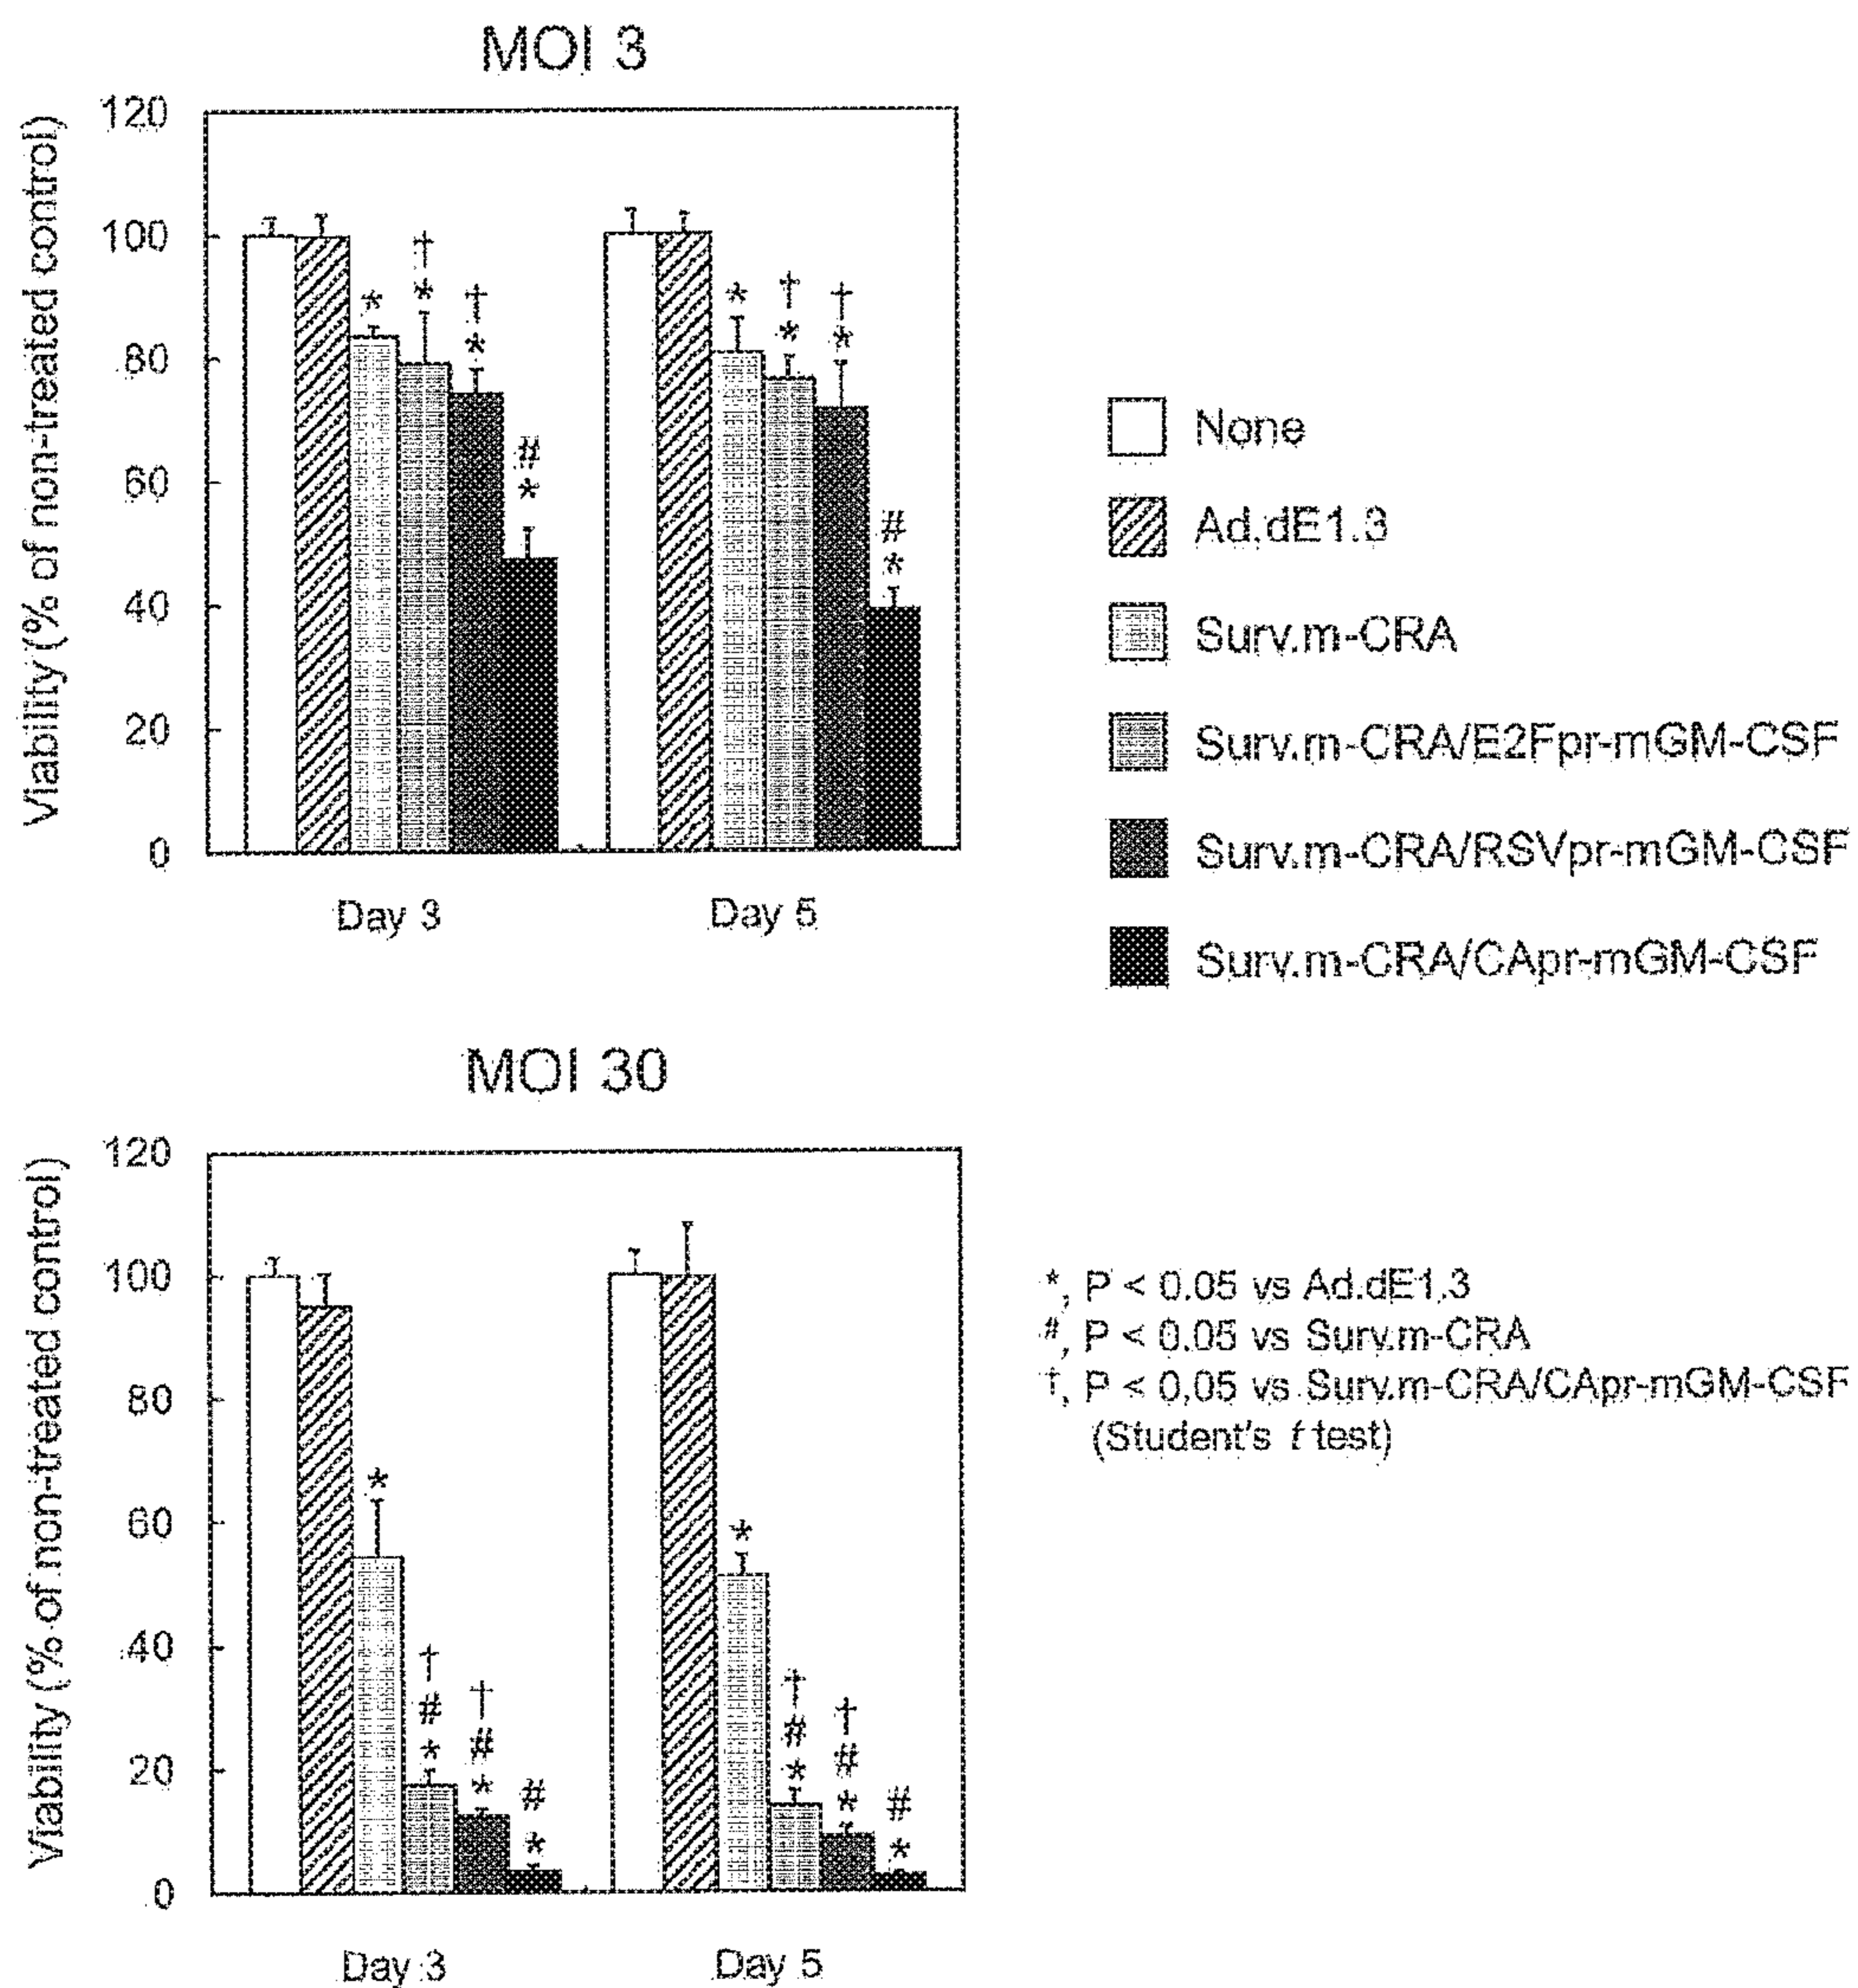 MOI 3
Viability (% of non-treated control)
120
100
80
60
40
20
0
†
*
*
†
*
#
*
*
†
*
†
*
#
*
Day 3
Day 5
None
Ad.dE1.3
Surv.m-CRA
Surv.m-CRA/E2Fpr-mGM-CSF
Surv.m-CRA/RSVpr-mGM-CSF
Surv.m-CRA/CApr-mGM-CSF
MOI 30
Viability (% of non-treated control)
120
100
80
60
40
20
0
*
†
#
*
†
#
*
#
*
*
†
#
*
†
#
*
#
*
Day 3
Day 5
*, P < 0.05 vs Ad.dE1.3
#, P < 0.05 vs Surv.m-CRA
†, P < 0.05 vs Surv.m-CRA/CApr-mGM-CSF
(Student's t test)